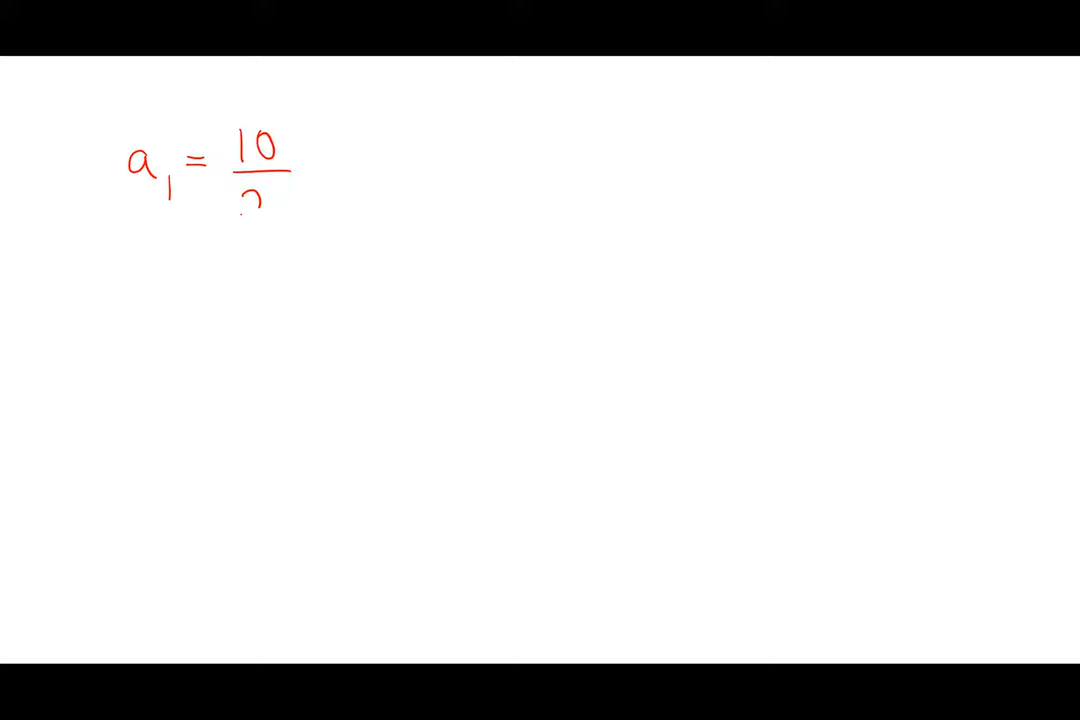 a₁ = 10/